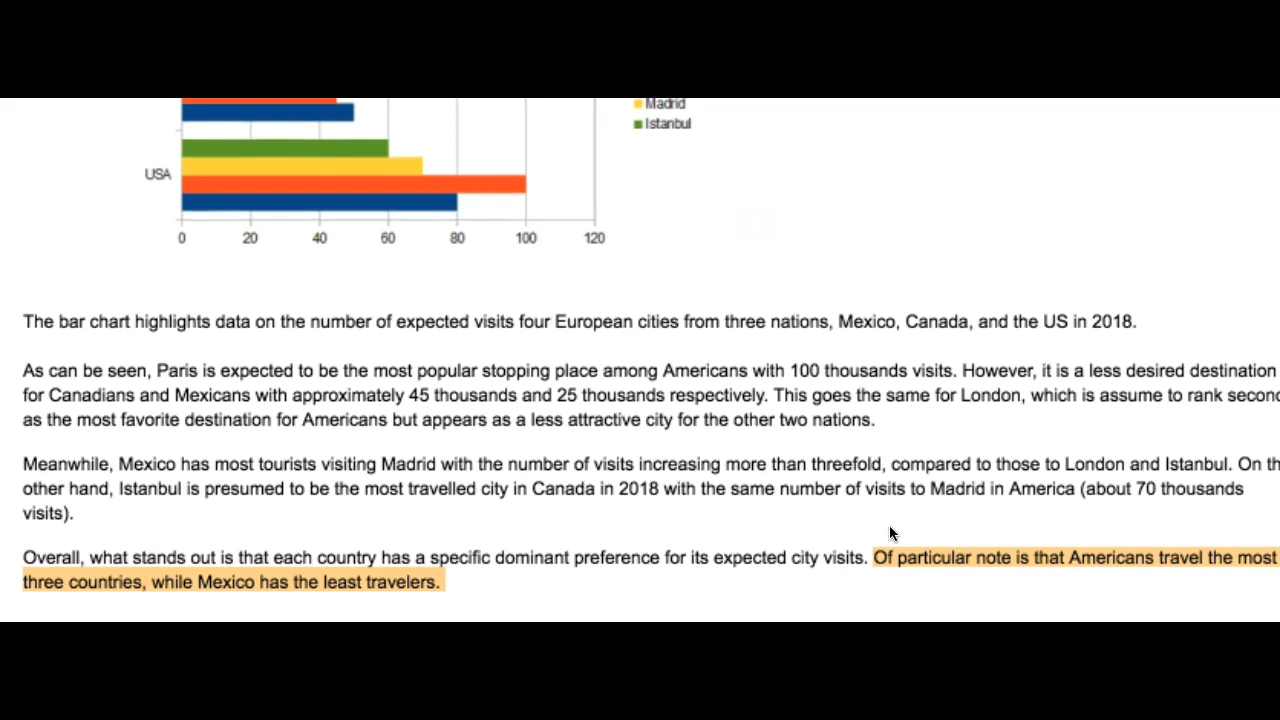 Madrid
Istanbul
USA
0 20 40 60 80 100 120
The bar chart highlights data on the number of expected visits four European cities from three nations, Mexico, Canada, and the US in 2018.
As can be seen, Paris is expected to be the most popular stopping place among Americans with 100 thousands visits. However, it is a less desired destination
for Canadians and Mexicans with approximately 45 thousands and 25 thousands respectively. This goes the same for London, which is assume to rank second
as the most favorite destination for Americans but appears as a less attractive city for the other two nations.
Meanwhile, Mexico has most tourists visiting Madrid with the number of visits increasing more than threefold, compared to those to London and Istanbul. On th
other hand, Istanbul is presumed to be the most travelled city in Canada in 2018 with the same number of visits to Madrid in America (about 70 thousands
visits).
Overall, what stands out is that each country has a specific dominant preference for its expected city visits. Of particular note is that Americans travel the most
three countries, while Mexico has the least travelers.